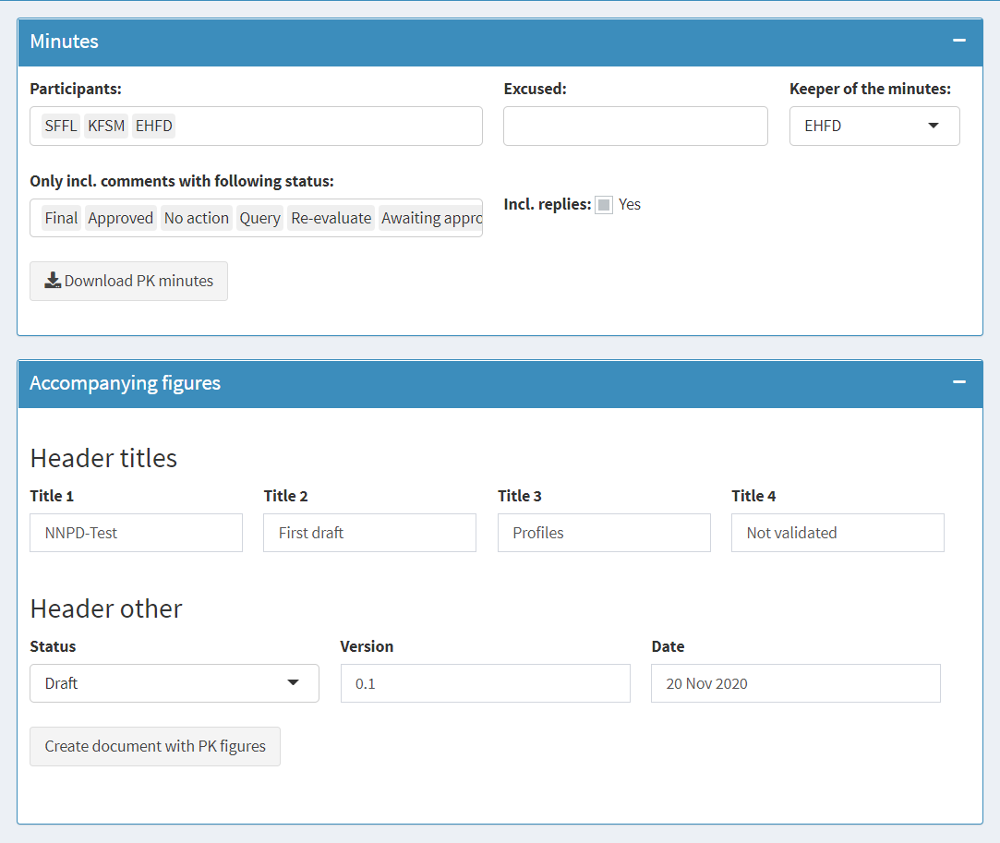 Minutes
Participants: Excused: Keeper of the minutes:
SFFL KFSM EHFD EHFD
Only incl. comments with following status:
Incl. replies: Yes
Final Approved No action Query Re-evaluate Awaiting appro
Download PK minutes
Accompanying figures
Header titles
Title 1 Title 2 Title 3 Title 4
NNPD-Test First draft Profiles Not validated
Header other
Status Version Date
Draft 0.1 20 Nov 2020
Create document with PK figures